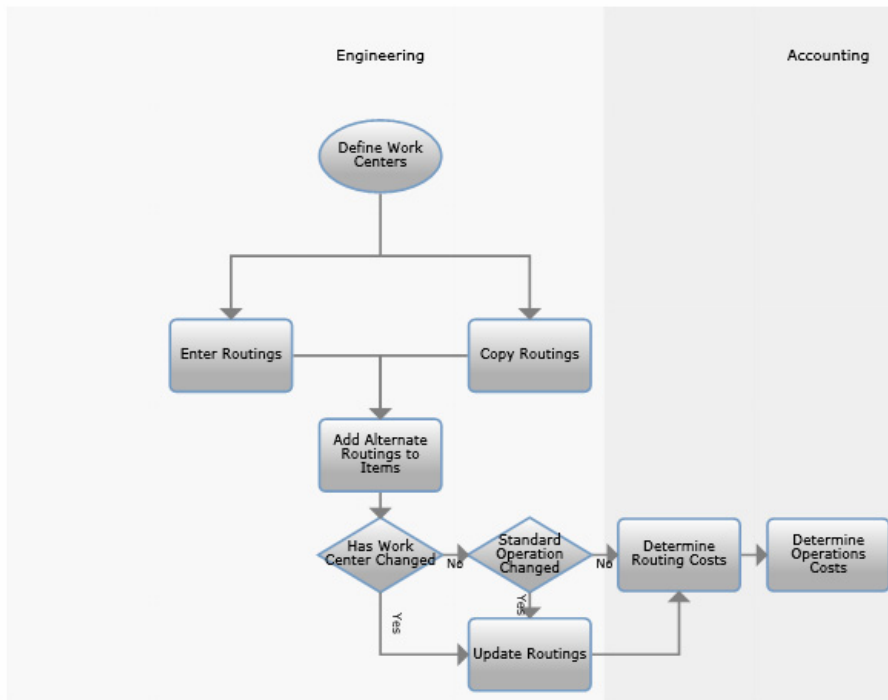 Engineering
Accounting
Define Work
Centers
Enter Routings
Copy Routings
Add Alternate
Routings to
Items
Has Work
Center Changed
No
Standard
Operation
Changed
No
Determine
Routing Costs
Determine
Operations
Costs
Yes
Yes
Update Routings